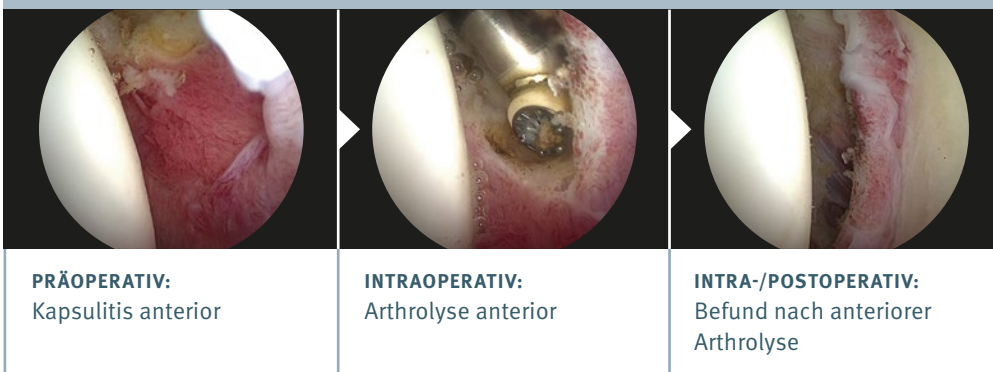 PRÄOPERATIV:
Kapsulitis anterior
INTRAOPERATIV:
Arthrolyse anterior
INTRA-/POSTOPERATIV:
Befund nach anteriorer
Arthrolyse